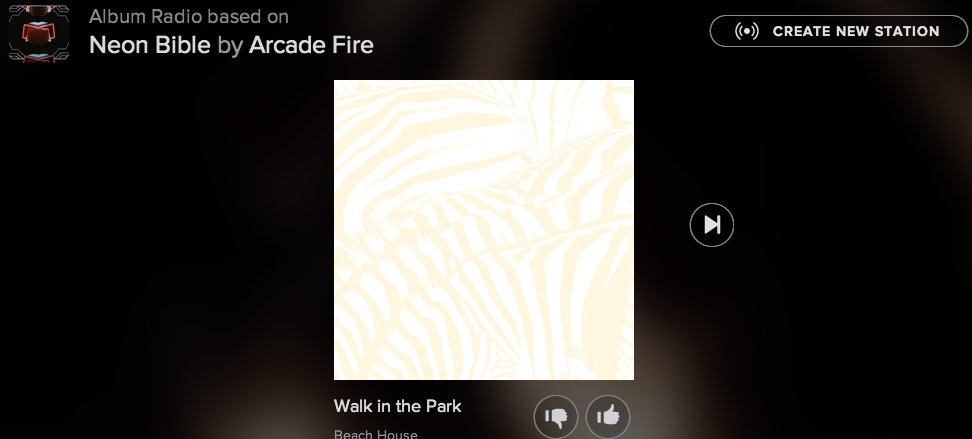 Album Radio based on
Neon Bible by Arcade Fire
CREATE NEW STATION
Walk in the Park
Beach House